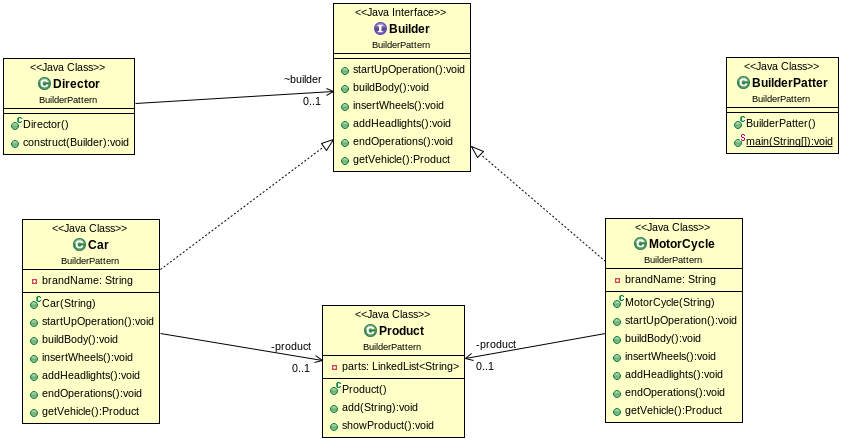 <<Java Interface>>
Builder
BuilderPattern
startUpOperation():void
buildBody():void
insertWheels():void
addHeadlights():void
endOperations():void
getVehicle():Product
<<Java Class>>
Director
BuilderPattern
Director()
construct(Builder):void
~builder
0..1
<<Java Class>>
BuilderPatter
BuilderPattern
BuilderPatter()
main(String[]):void
<<Java Class>>
Car
BuilderPattern
brandName: String
Car(String)
startUpOperation():void
buildBody():void
insertWheels():void
addHeadlights():void
endOperations():void
getVehicle():Product
-product
0..1
<<Java Class>>
Product
BuilderPattern
parts: LinkedList<String>
Product()
add(String):void
showProduct():void
-product
0..1
<<Java Class>>
MotorCycle
BuilderPattern
brandName: String
MotorCycle(String)
startUpOperation():void
buildBody():void
insertWheels():void
addHeadlights():void
endOperations():void
getVehicle():Product